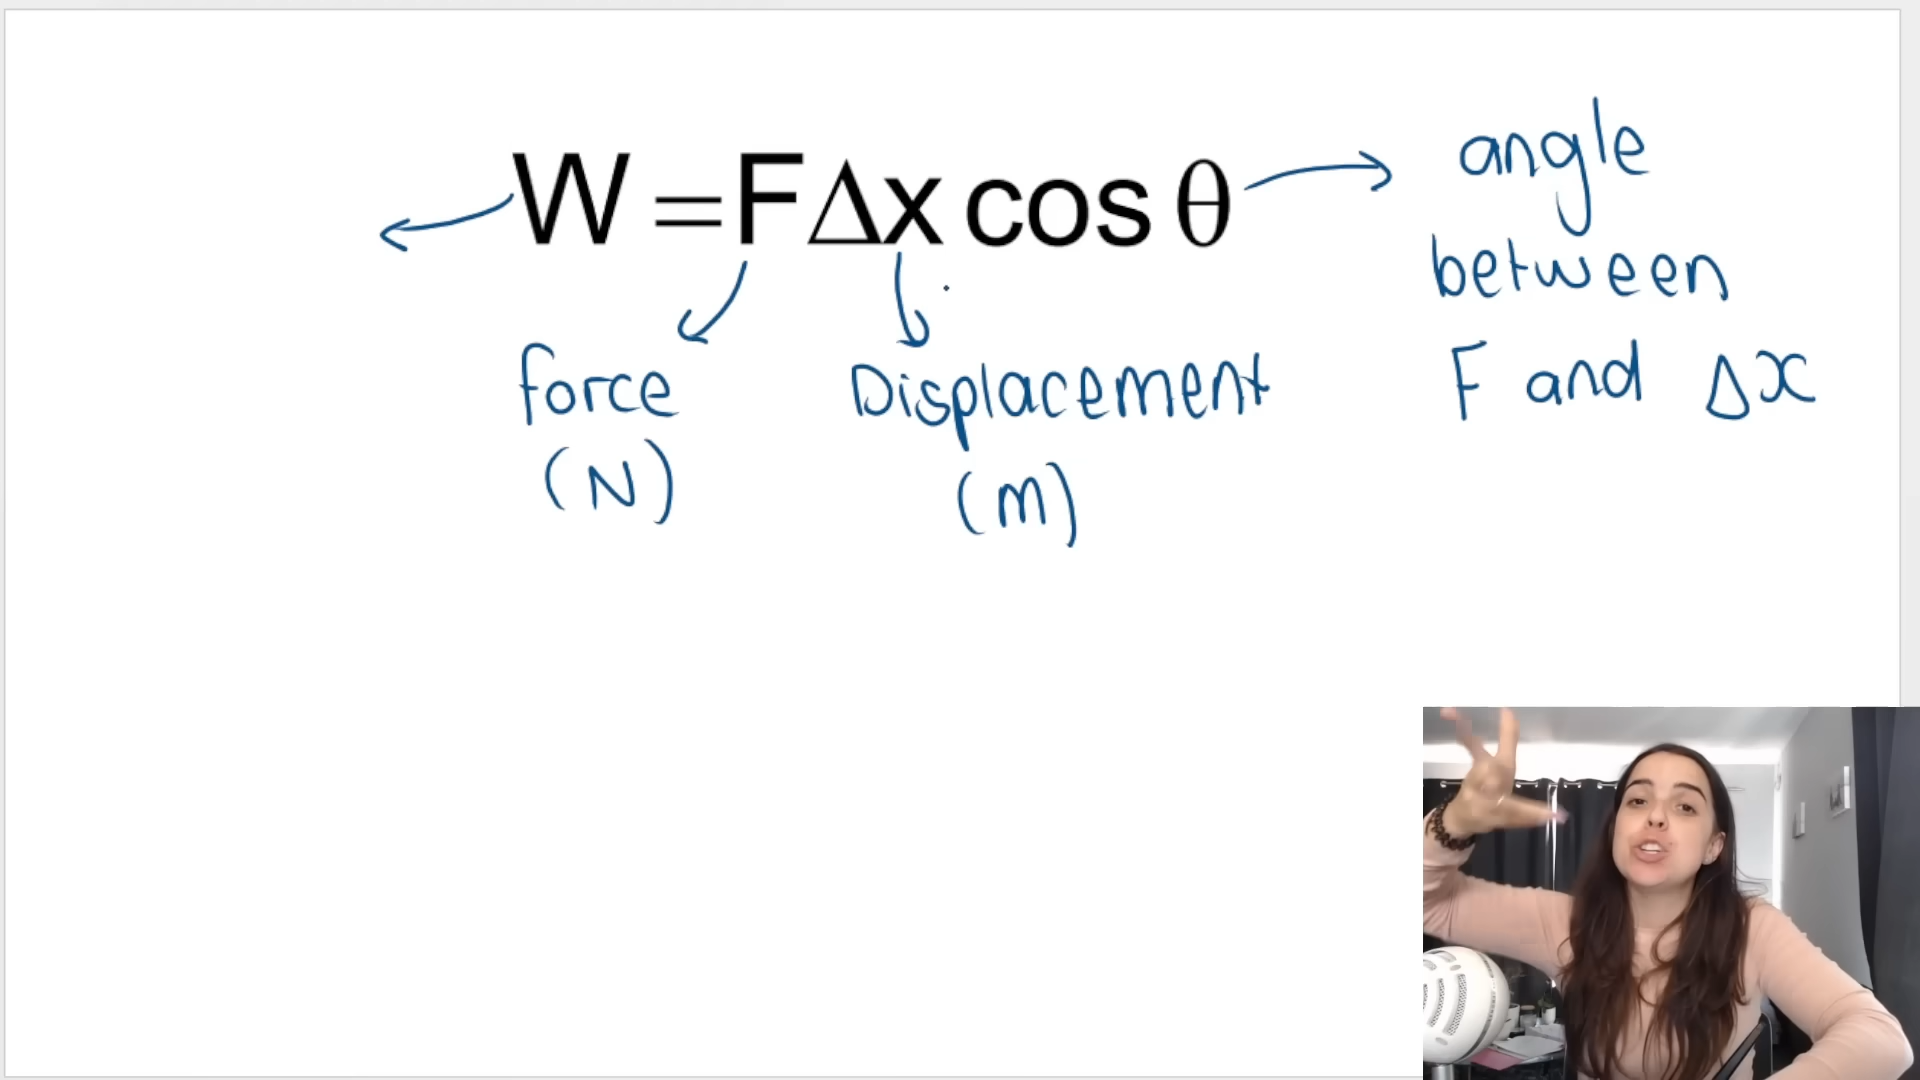 W = FΔx cos θ
angle
between
F and Δx
force
(N)
Displacement
(m)